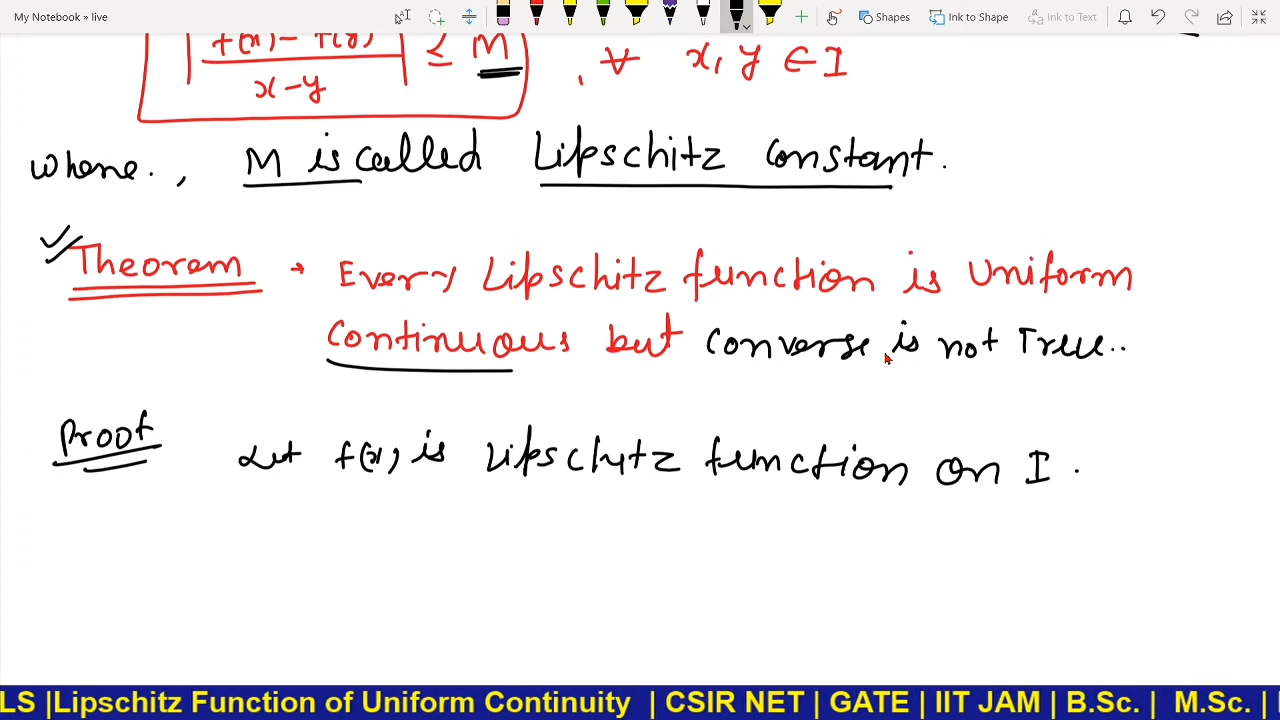 My Notebook » live
Shapes
Ink to Shape
Ink to Text
| f(x) - f(y) / x-y | ≤ M , ∀ x, y ∈ I
where. , M is called Lipschitz constant.
Theorem → Every Lipschitz function is Uniform
continuous but converse is not True..
Proof Let f(x) is Lipschitz function on I .
LS |Lipschitz Function of Uniform Continuity | CSIR NET | GATE | IIT JAM | B.Sc. | M.Sc. |